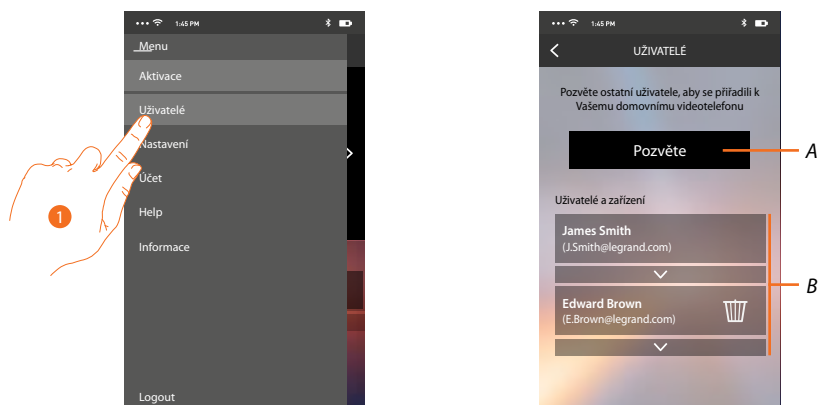 1:45 PM
Menu
Aktivace
Uživatelé
Nastavení
Účet
Help
Informace
Logout
1
1:45 PM
UŽIVATELÉ
Pozvěte ostatní uživatele, aby se přiřadili k
Vašemu domovnímu videotelefonu
Pozvěte
A
Uživatelé a zařízení
James Smith
(J.Smith@legrand.com)
Edward Brown
(E.Brown@legrand.com)
B